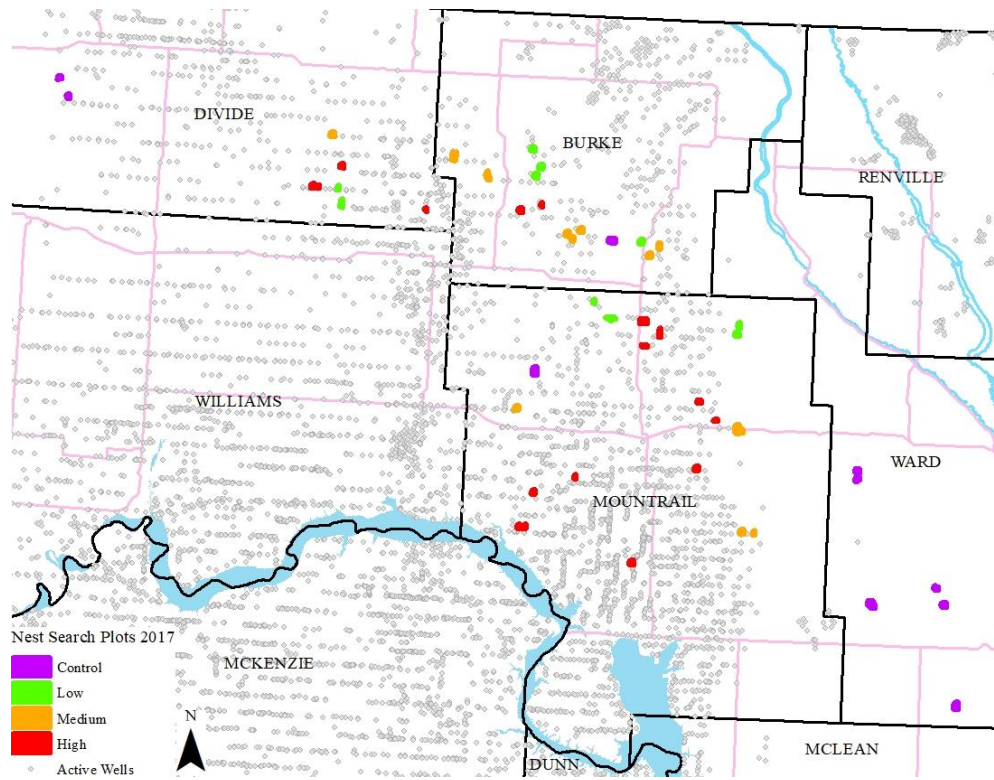 DIVIDE
BURKE
RENVILLE
WILLIAMS
WARD
MOUNTRAIL
Nest Search Plots 2017
Control
Low
Medium
High
Active Wells
N
MCKENZIE
DUNN
MCLEAN